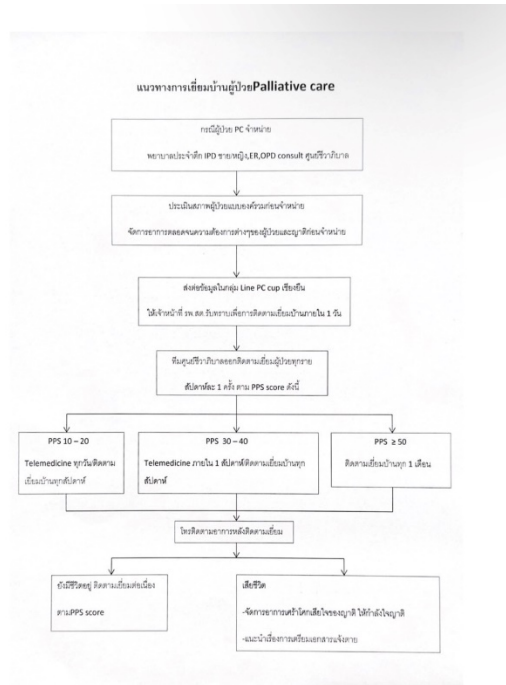 แนวทางการเยี่ยมบ้านผู้ป่วยPalliative care
กรณีผู้ป่วย PC จำหน่าย
พยาบาลประจำตึก IPD ชาย/หญิง,ER,OPD consult ศูนย์ชีวาภิบาล
ประเมินสภาพผู้ป่วยแบบองค์รวมก่อนจำหน่าย
จัดการอาการตลอดจนความต้องการต่างๆของผู้ป่วยและญาติก่อนจำหน่าย
ส่งต่อข้อมูลในกลุ่ม Line PC cup เชียงยืน
ให้เจ้าหน้าที่ รพ.สต.รับทราบเพื่อการติดตามเยี่ยมบ้านภายใน 1 วัน
ทีมศูนย์ชีวาภิบาลออกติดตามเยี่ยมผู้ป่วยทุกราย
สัปดาห์ละ 1 ครั้ง ตาม PPS score ดังนี้
PPS 10 – 20
Telemedicine ทุกวัน/ติดตาม
เยี่ยมบ้านทุกสัปดาห์
PPS 30 – 40
Telemedicine ภายใน 1 สัปดาห์/ติดตามเยี่ยมบ้านทุก
สัปดาห์
PPS ≥ 50
ติดตามเยี่ยมบ้านทุก 1 เดือน
โทรติดตามอาการหลังติดตามเยี่ยม
ยังมีชีวิตอยู่ ติดตามเยี่ยมต่อเนื่อง
ตามPPS score
เสียชีวิต
-จัดการอาการเศร้าโศกเสียใจของญาติ ให้กำลังใจญาติ
-แนะนำเรื่องการเตรียมเอกสารแจ้งตาย